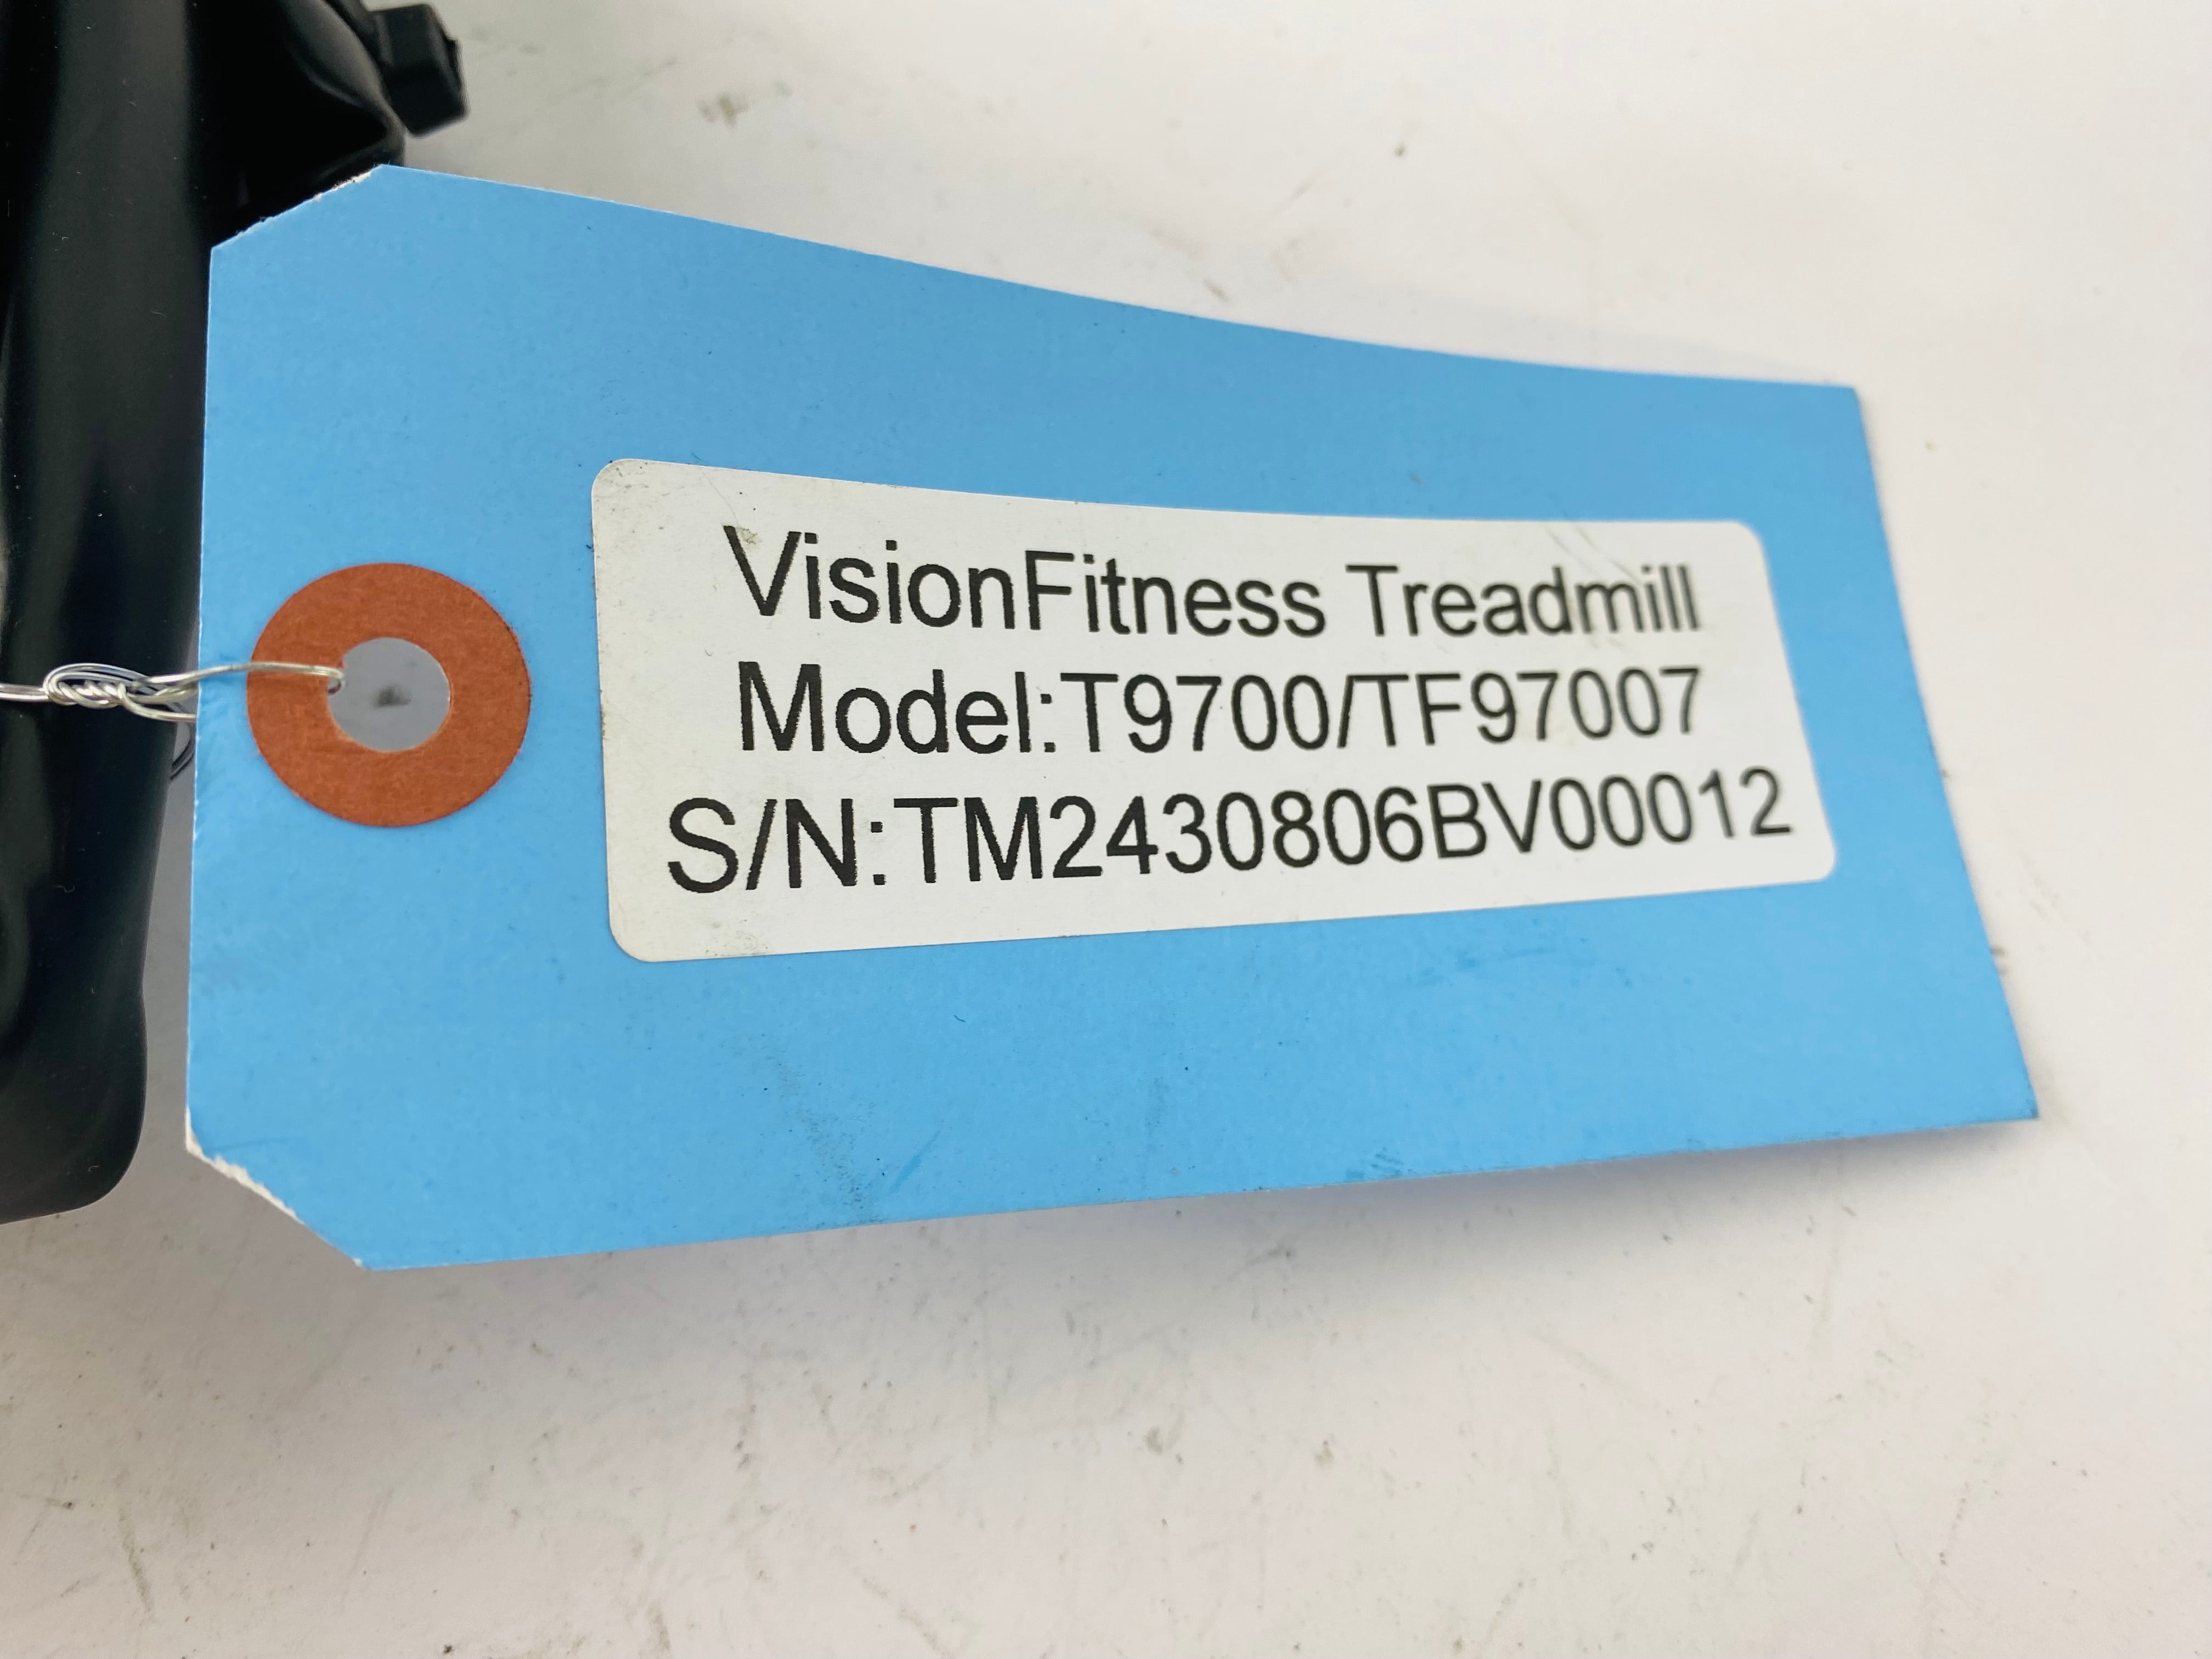 VisionFitness Treadmill
Model:T9700/TF97007
S/N:TM2430806BV00012